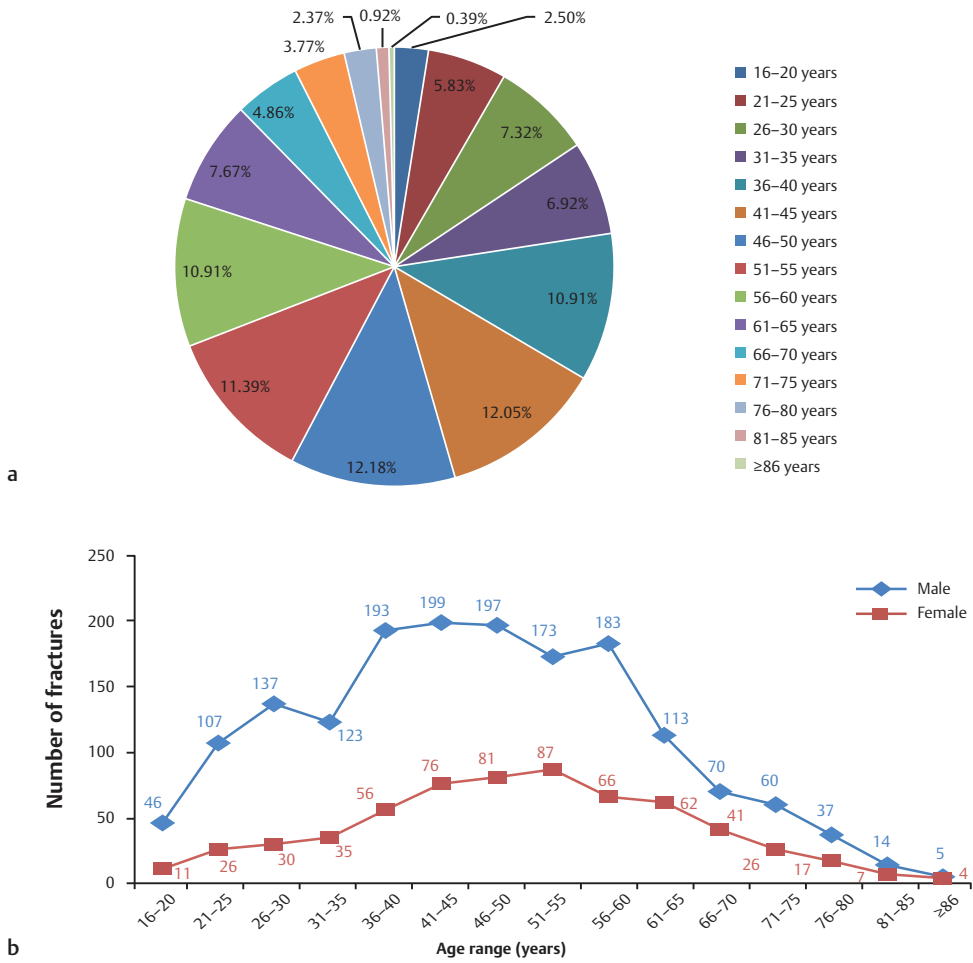 2.37% 0.92% 0.39% 2.50%
3.77%
5.83%
4.86%
7.32%
7.67%
6.92%
10.91%
10.91%
11.39%
12.05%
12.18%
16–20 years
21–25 years
26–30 years
31–35 years
36–40 years
41–45 years
46–50 years
51–55 years
56–60 years
61–65 years
66–70 years
71–75 years
76–80 years
81–85 years
≥86 years
a
Number of fractures
250
200
150
100
50
0
46 107 137 123 193 199 197 173 183 113 70 60 37 14 5
11 26 30 35 56 76 81 87 66 62 41 26 17 7 4
Male
Female
16–20 21–25 26–30 31–35 36–40 41–45 46–50 51–55 56–60 61–65 66–70 71–75 76–80 81–85 ≥86
Age range (years)
b